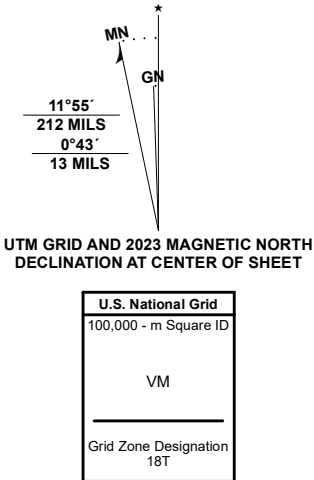 ★
MN
GN
11°55´
212 MILS
0°43´
13 MILS
UTM GRID AND 2023 MAGNETIC NORTH
DECLINATION AT CENTER OF SHEET
U.S. National Grid
100,000 - m Square ID
VM
Grid Zone Designation
18T